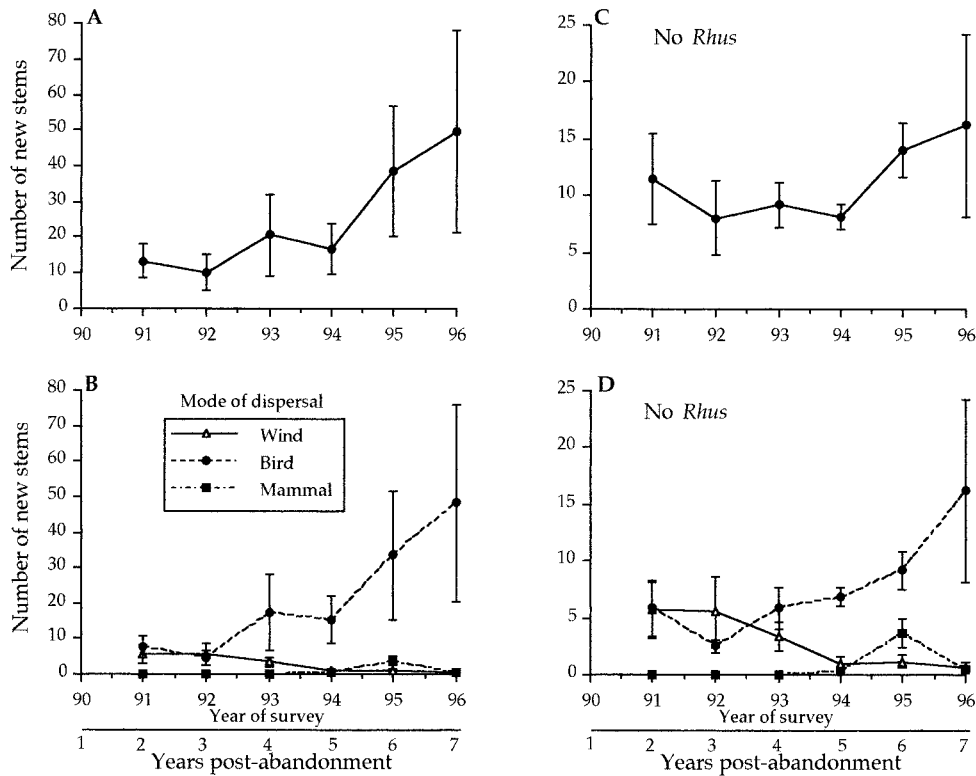 A
80
70
60
50
40
30
20
10
0
Number of new stems
90 91 92 93 94 95 96
C
No Rhus
25
20
15
10
5
0
90 91 92 93 94 95 96
B
80
70
60
50
40
30
20
10
0
Number of new stems
Mode of dispersal
Wind
Bird
Mammal
90 91 92 93 94 95 96
Year of survey
1 2 3 4 5 6 7
Years post-abandonment
D
No Rhus
25
20
15
10
5
0
90 91 92 93 94 95 96
Year of survey
1 2 3 4 5 6 7
Years post-abandonment